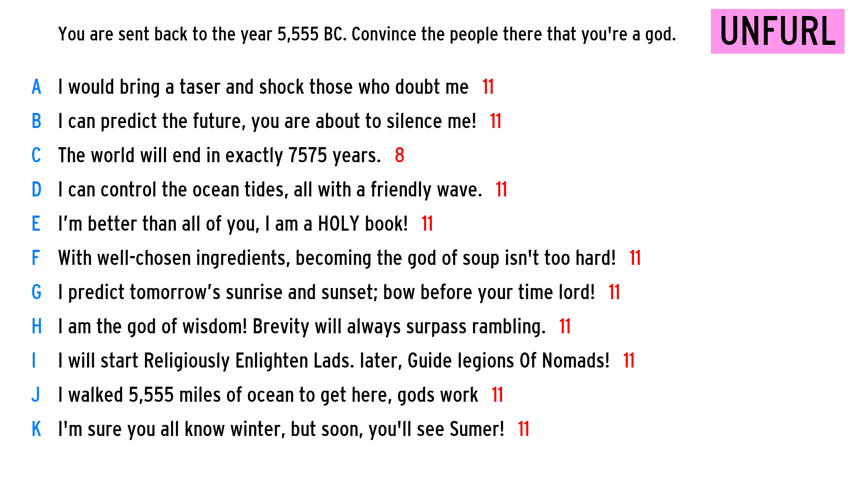 You are sent back to the year 5,555 BC. Convince the people there that you're a god.
UNFURL
A I would bring a taser and shock those who doubt me 11
B I can predict the future, you are about to silence me! 11
C The world will end in exactly 7575 years. 8
D I can control the ocean tides, all with a friendly wave. 11
E I’m better than all of you, I am a HOLY book! 11
F With well-chosen ingredients, becoming the god of soup isn't too hard! 11
G I predict tomorrow’s sunrise and sunset; bow before your time lord! 11
H I am the god of wisdom! Brevity will always surpass rambling. 11
I I will start Religiously Enlighten Lads. later, Guide legions Of Nomads! 11
J I walked 5,555 miles of ocean to get here, gods work 11
K I'm sure you all know winter, but soon, you'll see Sumer! 11